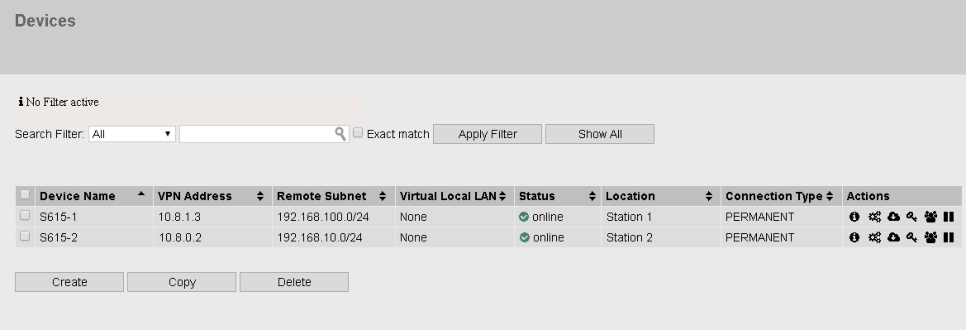 Devices
No Filter active
Search Filter: All Exact match Apply Filter Show All
Device Name VPN Address Remote Subnet Virtual Local LAN Status Location Connection Type Actions
S615-1 10.8.1.3 192.168.100.0/24 None online Station 1 PERMANENT
S615-2 10.8.0.2 192.168.10.0/24 None online Station 2 PERMANENT
Create Copy Delete